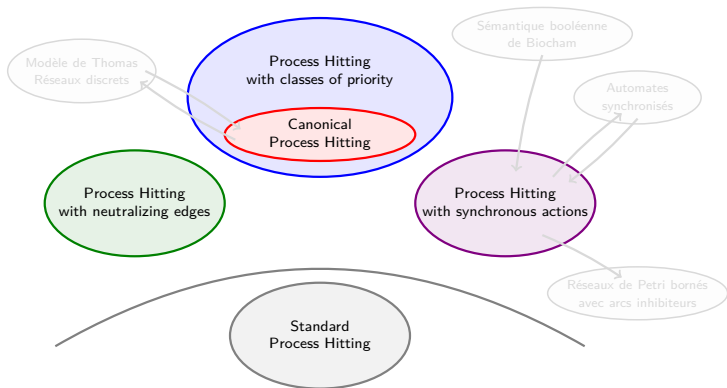 Sémantique booléenne
de Biocham
Modèle de Thomas
Réseaux discrets
Process Hitting
with classes of priority
Automates
synchronisés
Canonical
Process Hitting
Process Hitting
with neutralizing edges
Process Hitting
with synchronous actions
Réseaux de Petri bornés
avec arcs inhibiteurs
Standard
Process Hitting